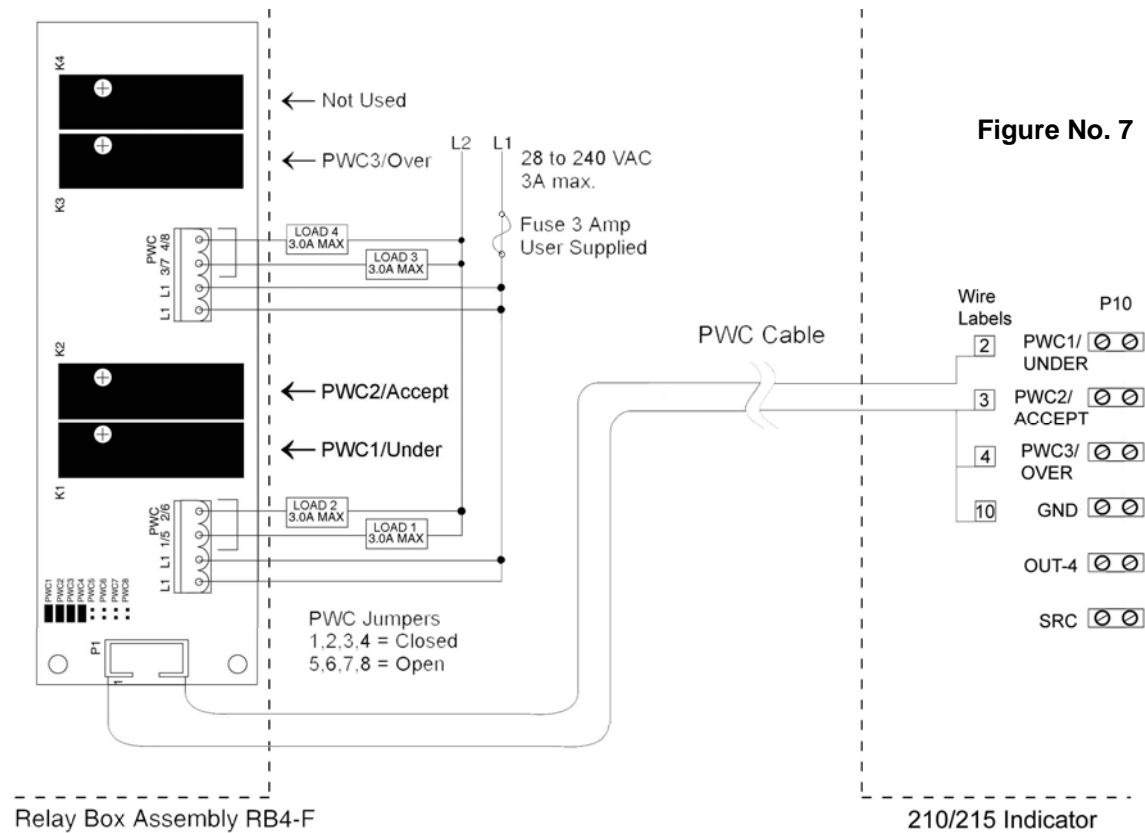 Figure No. 7
K4
Not Used
PWC3/Over
K3
L2 L1
28 to 240 VAC
3A max.
Fuse 3 Amp
User Supplied
PWC
4/8
3/7
L1
L1
LOAD 4
3.0A MAX
LOAD 3
3.0A MAX
K2
PWC2/Accept
PWC1/Under
K1
PWC
2/6
1/5
L1
L1
LOAD 2
3.0A MAX
LOAD 1
3.0A MAX
PWC1
PWC2
PWC3
PWC4
PWC5
PWC6
PWC7
PWC8
PWC Jumpers
1,2,3,4 = Closed
5,6,7,8 = Open
P1
1
PWC Cable
Wire
Labels
P10
2 PWC1/
UNDER
3 PWC2/
ACCEPT
4 PWC3/
OVER
10 GND
OUT-4
SRC
Relay Box Assembly RB4-F
210/215 Indicator